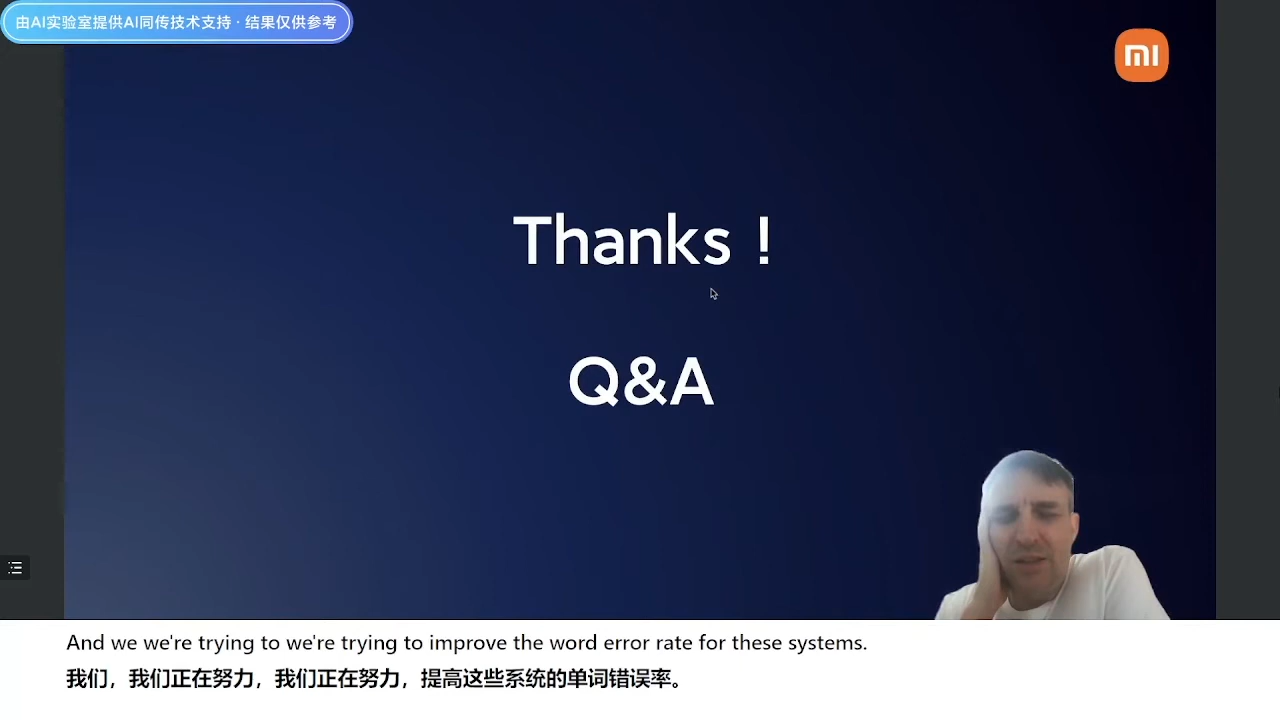 由AI实验室提供AI同传技术支持 · 结果仅供参考
Thanks !
Q&A
And we we're trying to we're trying to improve the word error rate for these systems.
我们，我们正在努力，我们正在努力，提高这些系统的单词错误率。